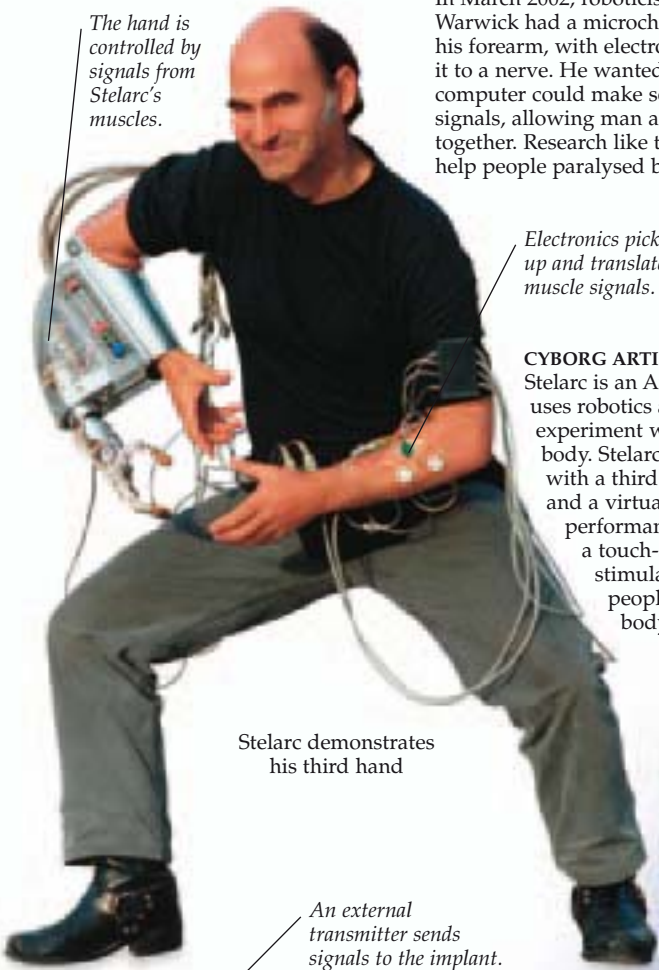 The hand is
controlled by
signals from
Stelarc's
muscles.
In March 2002, roboticis
Warwick had a microch
his forearm, with electro
it to a nerve. He wanted
computer could make se
signals, allowing man a
together. Research like t
help people paralysed b
Electronics pick
up and translate
muscle signals.
CYBORG ARTI
Stelarc is an A
uses robotics a
experiment w
body. Stelarc
with a third
and a virtua
performan
a touch-
stimula
peopl
body
Stelarc demonstrates
his third hand
An external
transmitter sends
signals to the implant.